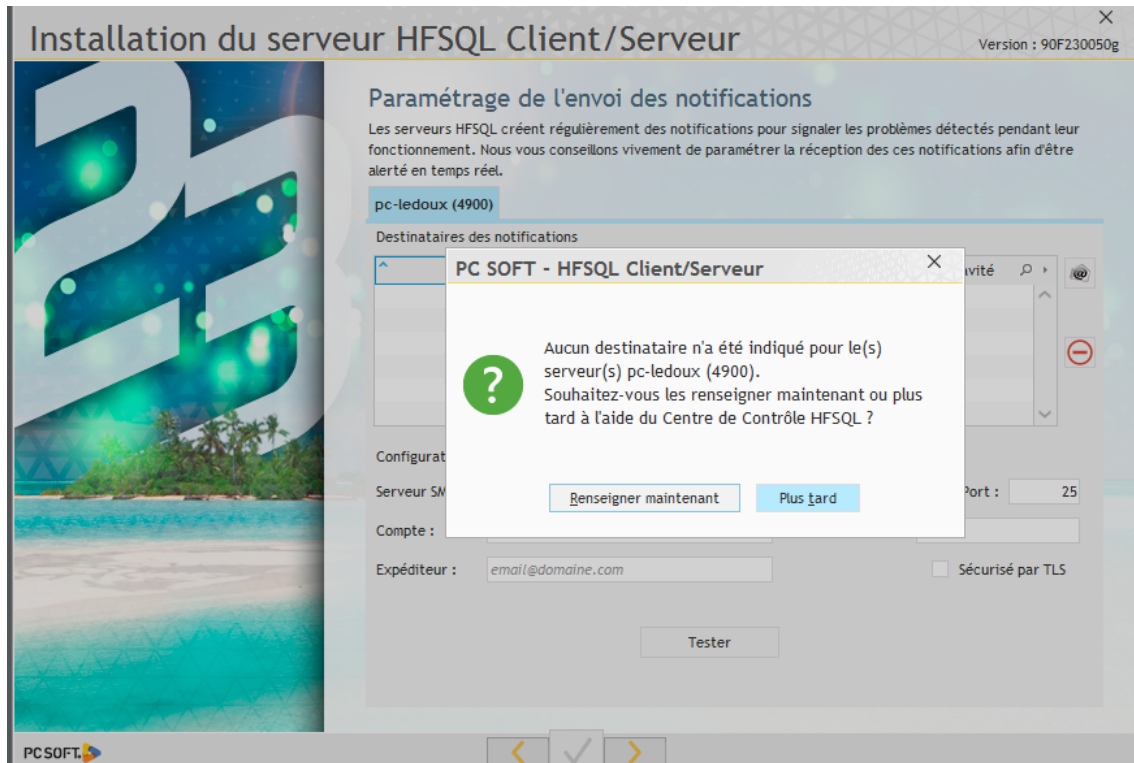 Installation du serveur HFSQL Client/Serveur
Version : 90F230050g
23
Paramétrage de l'envoi des notifications
Les serveurs HFSQL créent régulièrement des notifications pour signaler les problèmes détectés pendant leur
fonctionnement. Nous vous conseillons vivement de paramétrer la réception des ces notifications afin d'être
alerté en temps réel.
pc-ledoux (4900)
Destinataires des notifications
PC SOFT - HFSQL Client/Serveur
Aucun destinataire n'a été indiqué pour le(s)
serveur(s) pc-ledoux (4900).
Souhaitez-vous les renseigner maintenant ou plus
tard à l'aide du Centre de Contrôle HFSQL ?
Renseigner maintenant
Plus tard
Serveur SM
Port :
25
Compte :
Expéditeur :
email@domaine.com
Sécurisé par TLS
Tester
PC SOFT